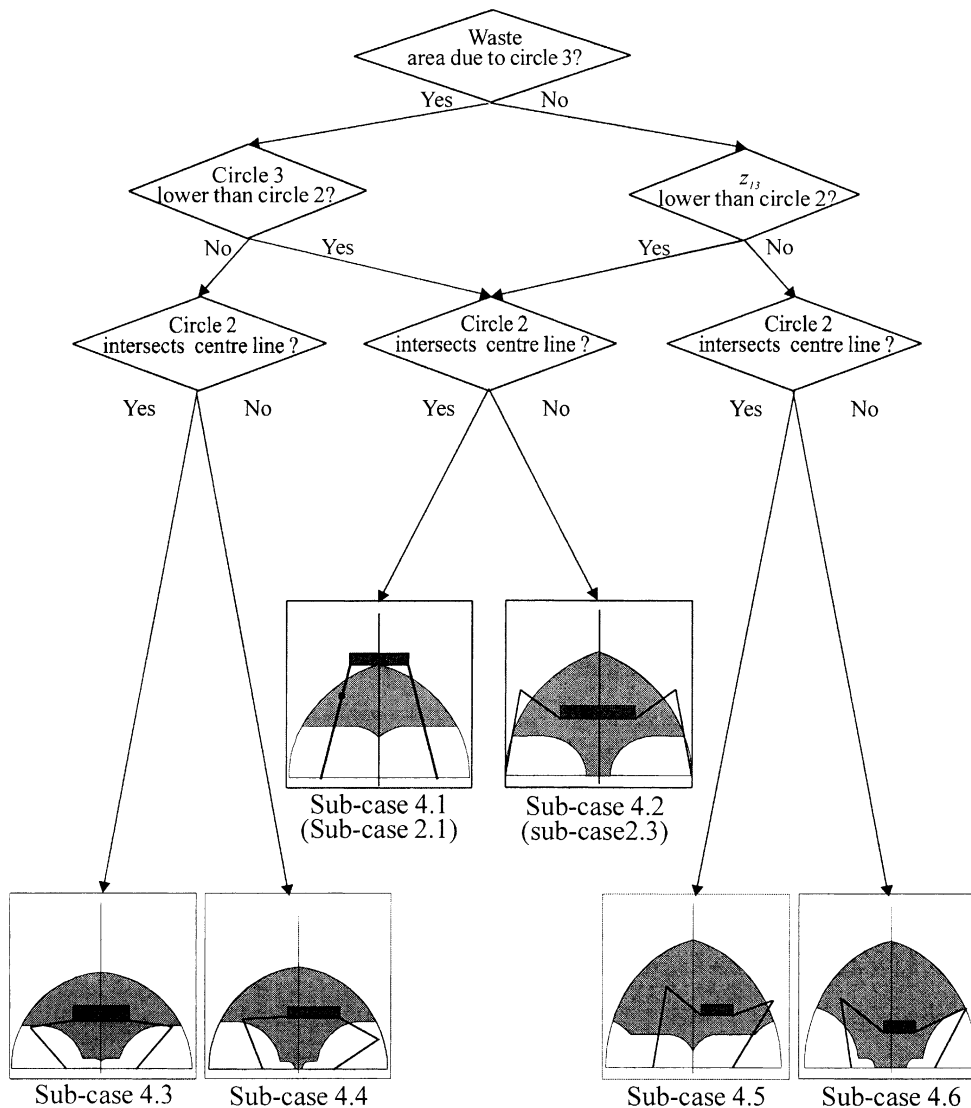 Waste
area due to circle 3?
Yes No
Circle 3
lower than circle 2?
z13
lower than circle 2?
No Yes Yes No
Circle 2
intersects centre line ?
Circle 2
intersects centre line ?
Circle 2
intersects centre line ?
Yes No Yes No Yes No
Sub-case 4.1
(Sub-case 2.1)
Sub-case 4.2
(sub-case2.3)
Sub-case 4.3 Sub-case 4.4 Sub-case 4.5 Sub-case 4.6